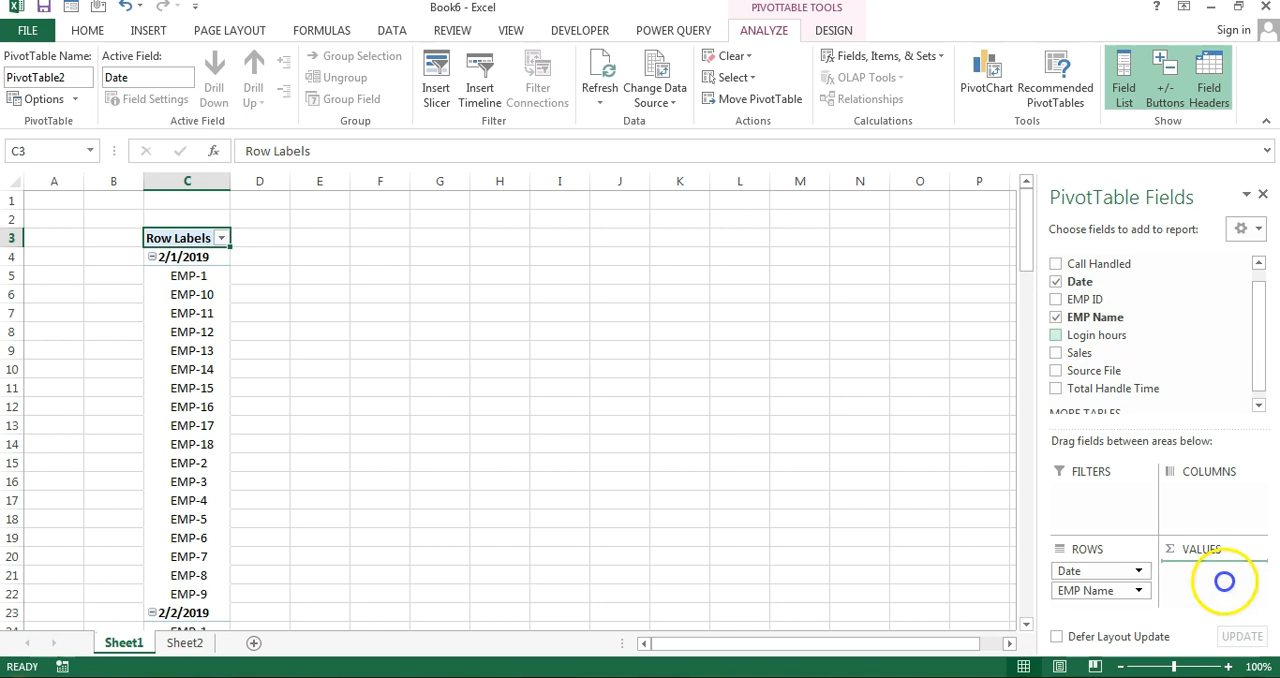 Book6 - Excel
PIVOTTABLE TOOLS
?
FILE HOME INSERT PAGE LAYOUT FORMULAS DATA REVIEW VIEW DEVELOPER POWER QUERY ANALYZE DESIGN Sign in
PivotTable Name: Active Field: Group Selection Fields, Items, & Sets
PivotTable2 Date Ungroup Clear OLAP Tools
Options Field Settings Drill Down Drill Up Group Field Select Relationships
Insert Slicer Insert Timeline Filter Connections Refresh Change Data Source Move PivotTable PivotChart Recommended PivotTables Field List +/- Buttons Field Headers
PivotTable Active Field Group Filter Data Actions Calculations Tools Show
C3 fx Row Labels
A B C D E F G H I J K L M N O P
1
2
3 Row Labels
4 2/1/2019
5 EMP-1
6 EMP-10
7 EMP-11
8 EMP-12
9 EMP-13
10 EMP-14
11 EMP-15
12 EMP-16
13 EMP-17
14 EMP-18
15 EMP-2
16 EMP-3
17 EMP-4
18 EMP-5
19 EMP-6
20 EMP-7
21 EMP-8
22 EMP-9
23 2/2/2019
24 EMP-1
PivotTable Fields
Choose fields to add to report:
Call Handled
Date
EMP ID
EMP Name
Login hours
Sales
Source File
Total Handle Time
MORE TABLES
Drag fields between areas below:
FILTERS COLUMNS
ROWS Σ VALUES
Date
EMP Name
Defer Layout Update UPDATE
Sheet1 Sheet2
READY 100%